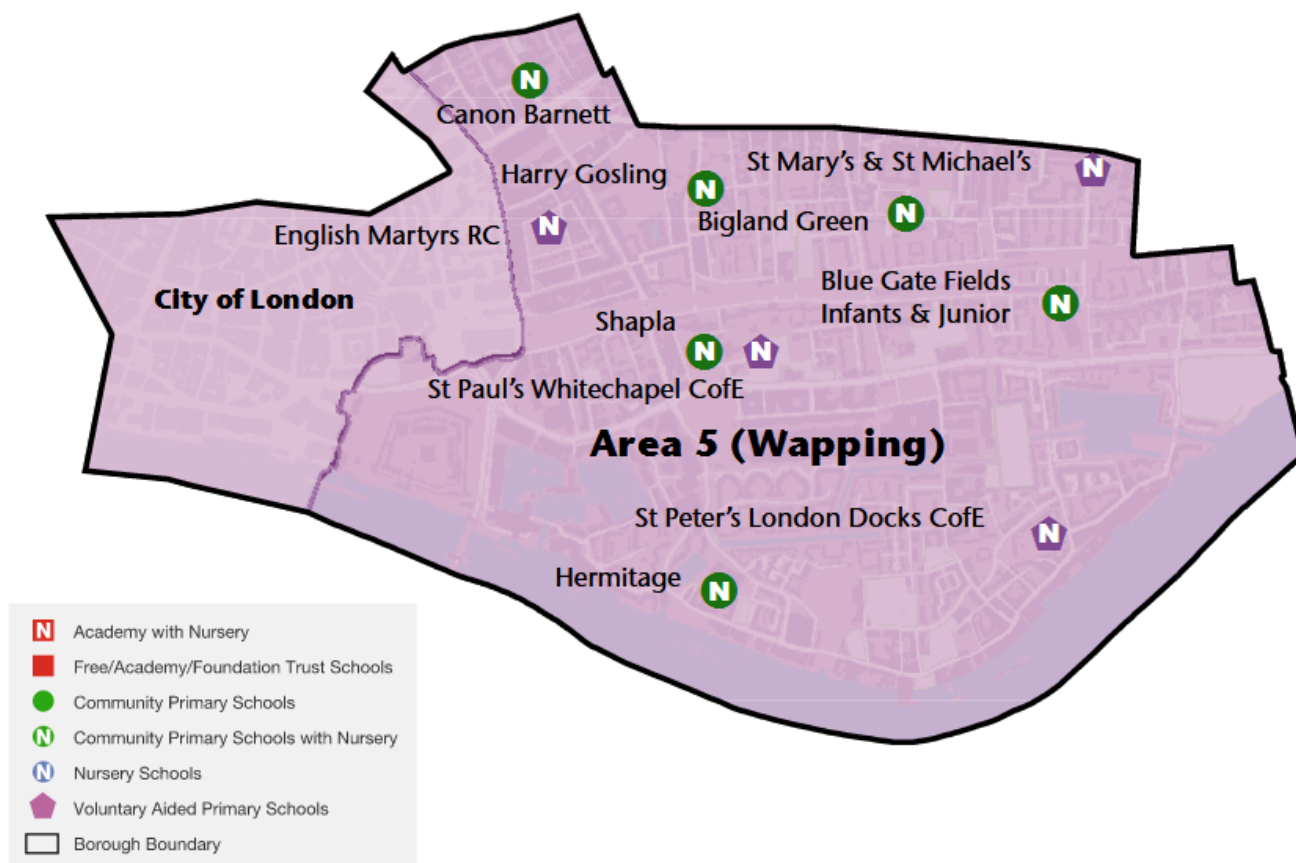 N
Canon Barnett
St Mary's & St Michael's
N
Harry Gosling
N
Bigland Green
N
English Martyrs RC
N
City of London
Blue Gate Fields
Infants & Junior
N
Shapla
N
N
St Paul's Whitechapel CofE
Area 5 (Wapping)
St Peter's London Docks CofE
N
Hermitage
N
N Academy with Nursery
Free/Academy/Foundation Trust Schools
Community Primary Schools
N Community Primary Schools with Nursery
N Nursery Schools
Voluntary Aided Primary Schools
Borough Boundary